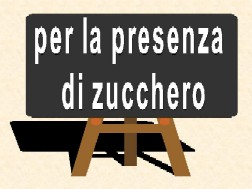 per la presenza
di zucchero